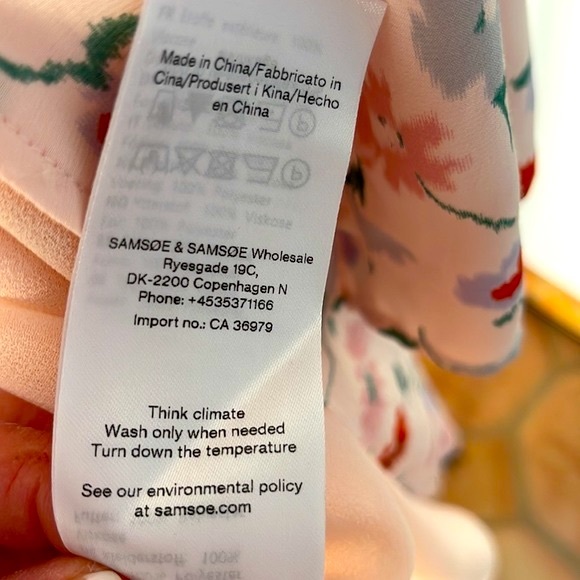 Made in China/Fabbricato in
Cina/Produsert i Kina/Hecho
en China
SAMSØE & SAMSØE Wholesale
Ryesgade 19C,
DK-2200 Copenhagen N
Phone: +4535371166
Import no.: CA 36979
Think climate
Wash only when needed
Turn down the temperature
See our environmental policy
at samsoe.com